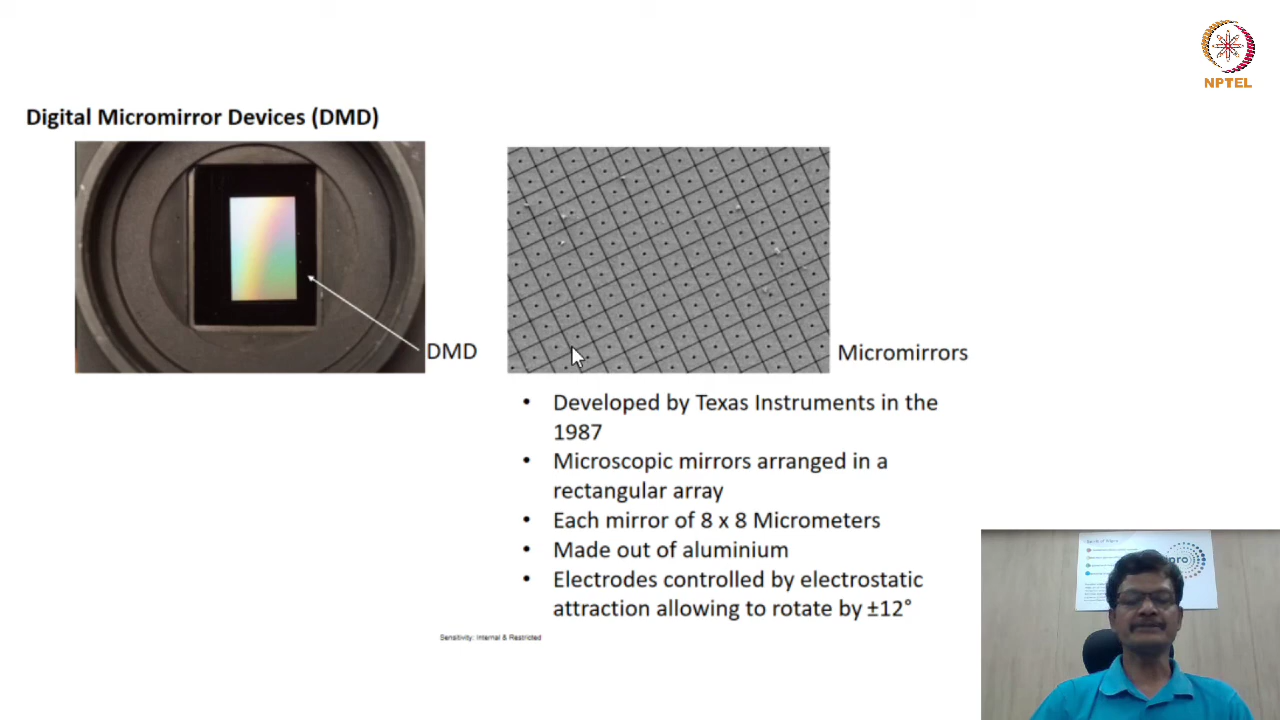 NPTEL
Digital Micromirror Devices (DMD)
DMD
Micromirrors
• Developed by Texas Instruments in the
1987
• Microscopic mirrors arranged in a
rectangular array
• Each mirror of 8 x 8 Micrometers
• Made out of aluminium
• Electrodes controlled by electrostatic
attraction allowing to rotate by ±12°
Sensitivity: Internal & Restricted